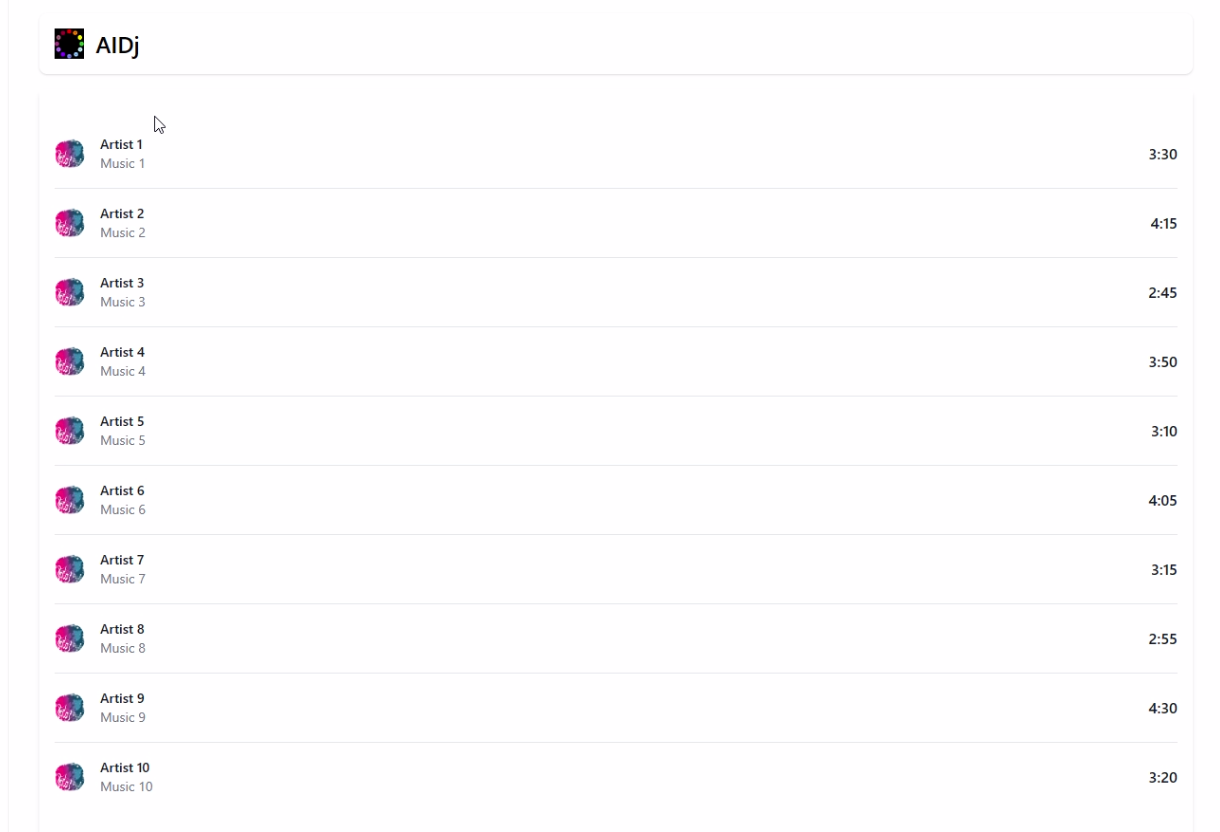 AIDj
Artist 1
Music 1
3:30
Artist 2
Music 2
4:15
Artist 3
Music 3
2:45
Artist 4
Music 4
3:50
Artist 5
Music 5
3:10
Artist 6
Music 6
4:05
Artist 7
Music 7
3:15
Artist 8
Music 8
2:55
Artist 9
Music 9
4:30
Artist 10
Music 10
3:20